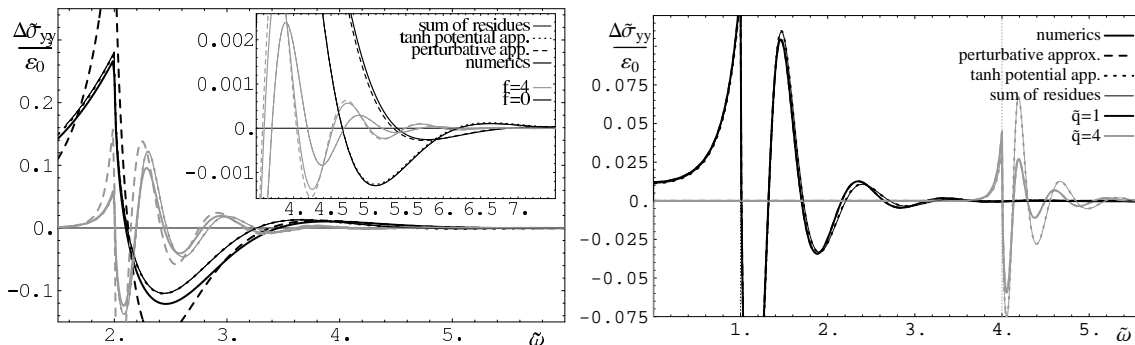 Δσ̃yy
ε0
0.3
0.2
0.1
0
-0.1
2. 3. 4. 5. ω̃
0.002
0.001
0.
-0.001
4. 4.5 5. 5.5 6. 6.5 7.
sum of residues
tanh potential app.
perturbative app.
numerics
f=4
f=0
Δσ̃yy
ε0
0.075
0.05
0.025
0.
-0.025
-0.05
-0.075
0. 1. 2. 3. 4. 5. ω̃
numerics
perturbative approx.
tanh potential app.
sum of residues
q̃=1
q̃=4